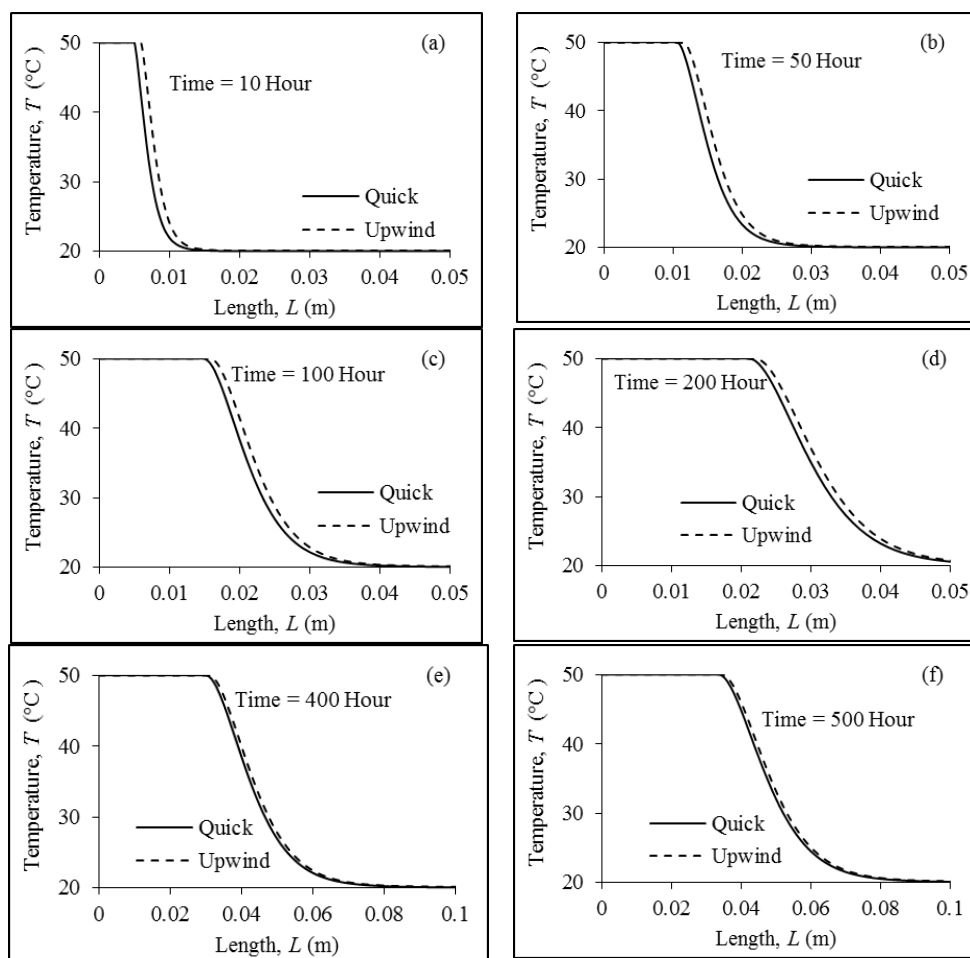 (a)
Time = 10 Hour
Quick
Upwind
50
40
30
20
0 0.01 0.02 0.03 0.04 0.05
Temperature, T (°C)
Length, L (m)
(b)
Time = 50 Hour
Quick
Upwind
50
40
30
20
0 0.01 0.02 0.03 0.04 0.05
Temperature, T (°C)
Length, L (m)
(c)
Time = 100 Hour
Quick
Upwind
50
40
30
20
0 0.01 0.02 0.03 0.04 0.05
Temperature, T (°C)
Length, L (m)
(d)
Time = 200 Hour
Quick
Upwind
50
40
30
20
0 0.01 0.02 0.03 0.04 0.05
Temperature, T (°C)
Length, L (m)
(e)
Time = 400 Hour
Quick
Upwind
50
40
30
20
0 0.02 0.04 0.06 0.08 0.1
Temperature, T (°C)
Length, L (m)
(f)
Time = 500 Hour
Quick
Upwind
50
40
30
20
0 0.02 0.04 0.06 0.08 0.1
Temperature, T (°C)
Length, L (m)